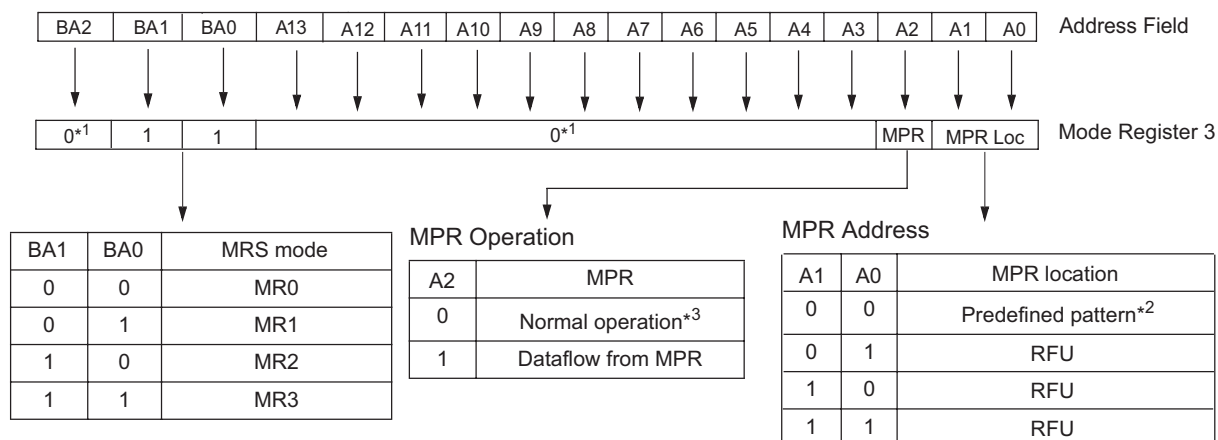 BA2 BA1 BA0 A13 A12 A11 A10 A9 A8 A7 A6 A5 A4 A3 A2 A1 A0 Address Field
0*1 1 1 0*1 MPR MPR Loc Mode Register 3
BA1 BA0 MRS mode
0 0 MR0
0 1 MR1
1 0 MR2
1 1 MR3
MPR Operation
A2 MPR
0 Normal operation*3
1 Dataflow from MPR
MPR Address
A1 A0 MPR location
0 0 Predefined pattern*2
0 1 RFU
1 0 RFU
1 1 RFU